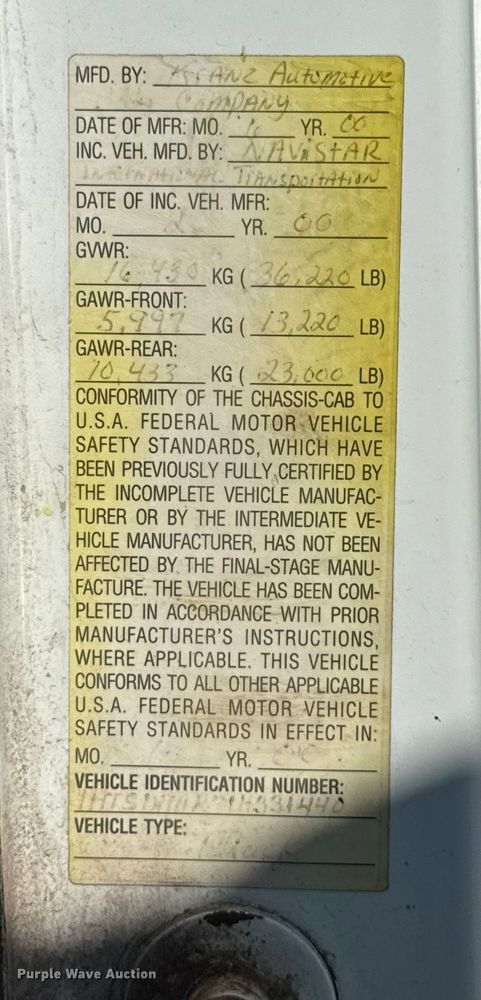 MFD. BY: Kranz Automotive
Company
DATE OF MFR: MO. 6 YR. 00
INC. VEH. MFD. BY: NAVISTAR
INTERNATIONAL TRANSPORTATION
DATE OF INC. VEH. MFR:
MO. 2 YR. 00
GVWR:
16,430 KG ( 36,220 LB)
GAWR-FRONT:
5,997 KG ( 13,220 LB)
GAWR-REAR:
10,433 KG ( 23,000 LB)
CONFORMITY OF THE CHASSIS-CAB TO
U.S.A. FEDERAL MOTOR VEHICLE
SAFETY STANDARDS, WHICH HAVE
BEEN PREVIOUSLY FULLY CERTIFIED BY
THE INCOMPLETE VEHICLE MANUFAC-
TURER OR BY THE INTERMEDIATE VE-
HICLE MANUFACTURER, HAS NOT BEEN
AFFECTED BY THE FINAL-STAGE MANU-
FACTURE. THE VEHICLE HAS BEEN COM-
PLETED IN ACCORDANCE WITH PRIOR
MANUFACTURER'S INSTRUCTIONS,
WHERE APPLICABLE. THIS VEHICLE
CONFORMS TO ALL OTHER APPLICABLE
U.S.A. FEDERAL MOTOR VEHICLE
SAFETY STANDARDS IN EFFECT IN:
MO. YR.
VEHICLE IDENTIFICATION NUMBER:
VEHICLE TYPE:
Purple Wave Auction